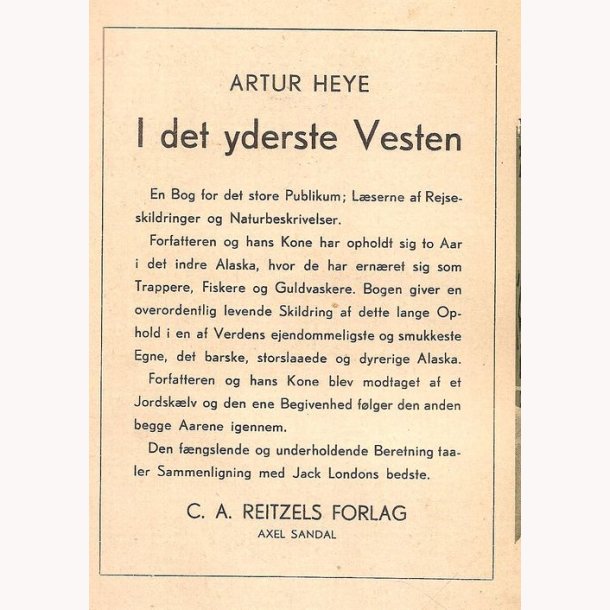 ARTUR HEYE
I det yderste Vesten
En Bog for det store Publikum; Læserne af Rejse-
skildringer og Naturbeskrivelser.
Forfatteren og hans Kone har opholdt sig to Aar
i det indre Alaska, hvor de har ernæret sig som
Trappere, Fiskere og Guldvaskere. Bogen giver en
overordentlig levende Skildring af dette lange Op-
hold i en af Verdens ejendommeligste og smukkeste
Egne, det barske, storslaaede og dyrerige Alaska.
Forfatteren og hans Kone blev modtaget af et
Jordskælv og den ene Begivenhed følger den anden
begge Aarene igennem.
Den fængslende og underholdende Beretning taa-
ler Sammenligning med Jack Londons bedste.
C. A. REITZELS FORLAG
AXEL SANDAL